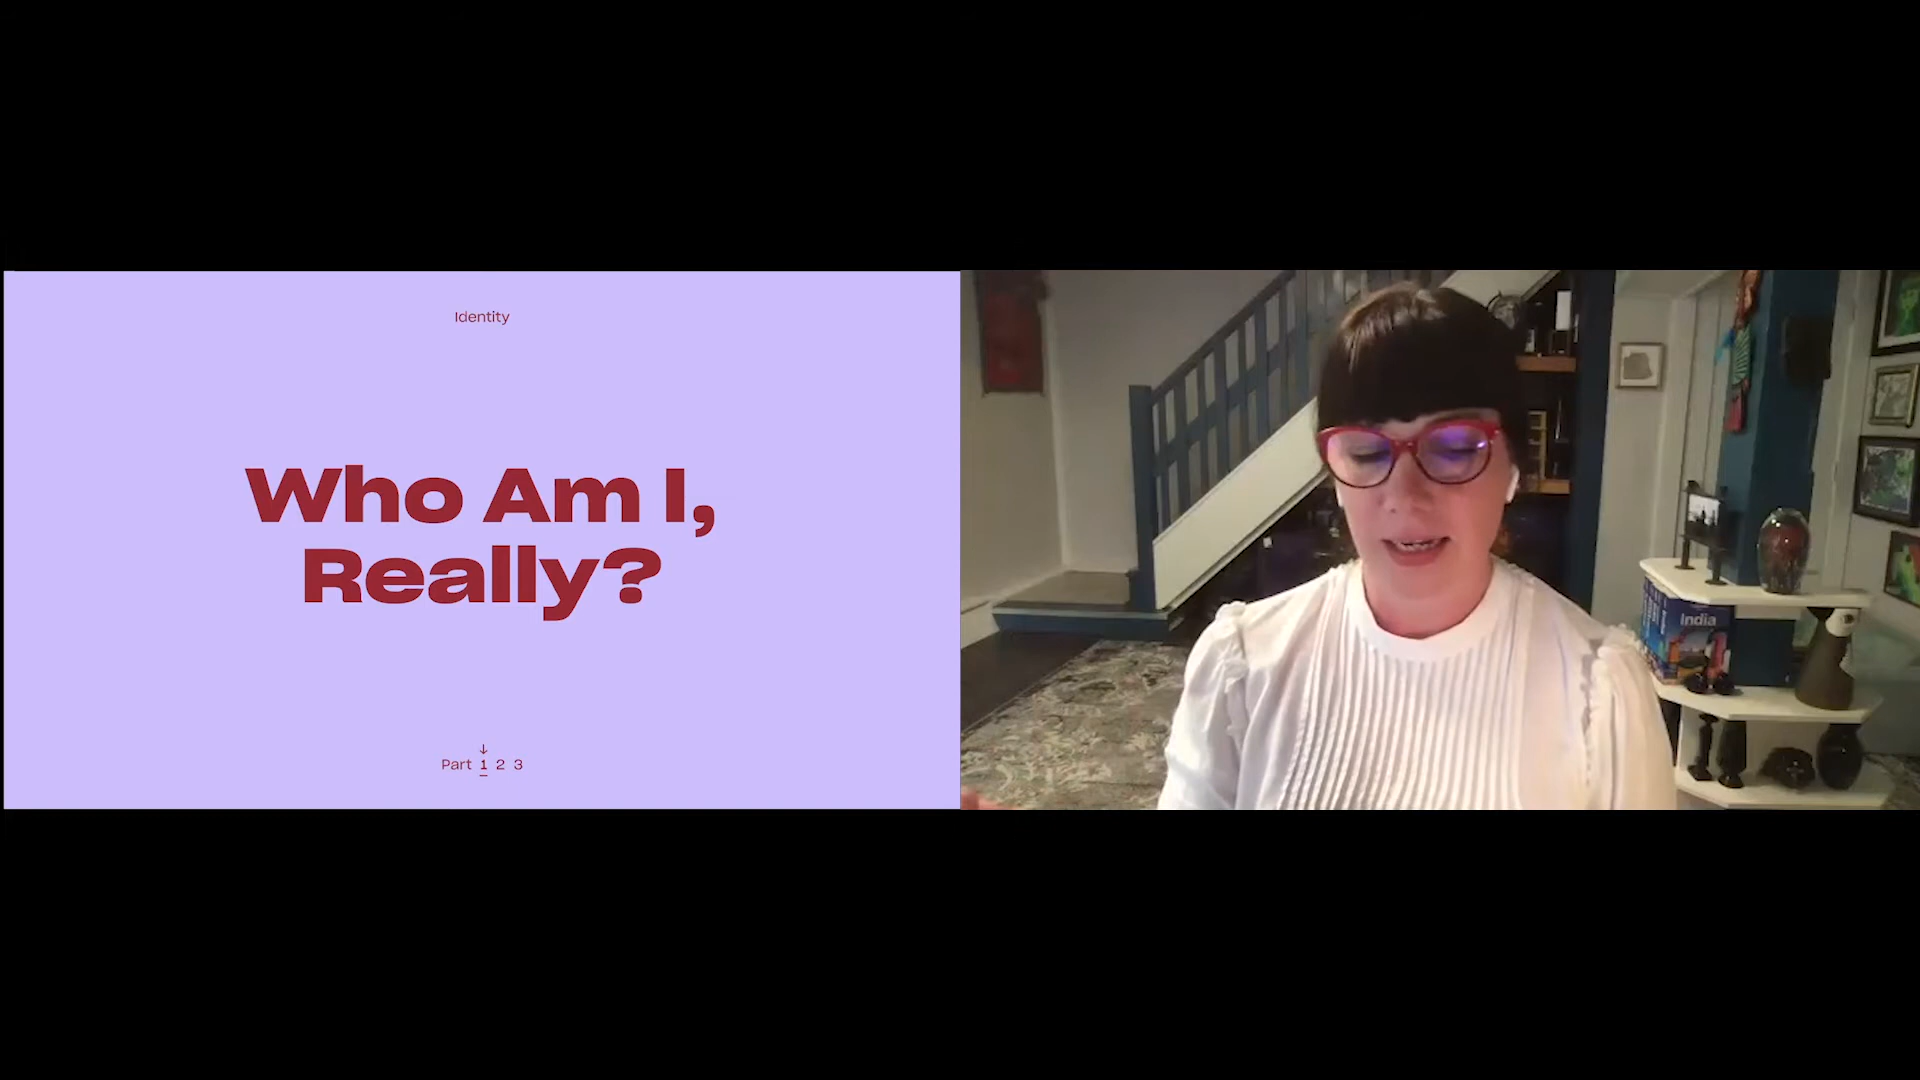 Identity
Who Am I,
Really?
↓
Part 1 2 3
India